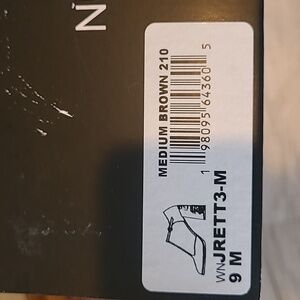 N
MEDIUM BROWN 210
1 98095 64360 5
WNJRETT3-M
9 M